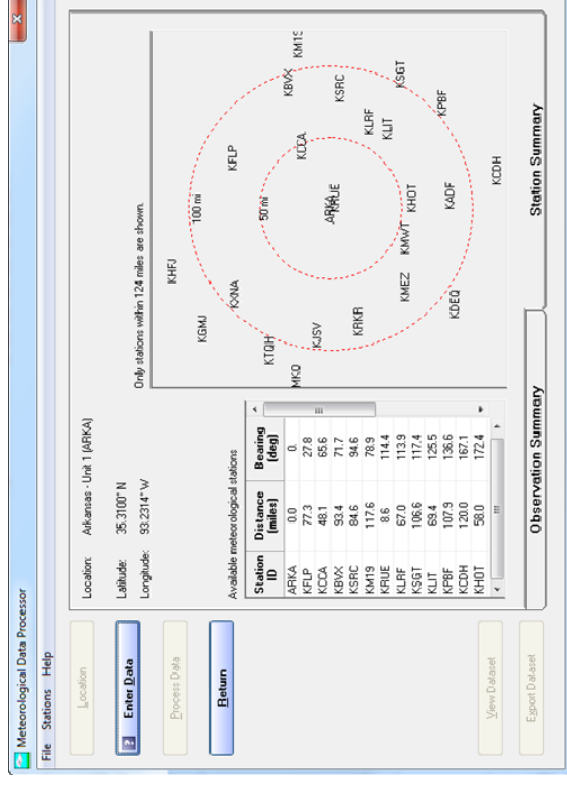 Meteorological Data Processor
x
File Stations Help
Location
Enter Data
Process Data
Return
View Dataset
Export Dataset
Location: Arkansas - Unit 1 (ARKA)
Latitude: 35.3100° N
Longitude: 93.2314° W
Available meteorological stations
Station ID Distance (miles) Bearing (deg)
ARKA 0.0 0.
KFLP 77.3 27.8
KCCA 48.1 65.6
KBVX 93.4 71.7
KSRC 84.6 94.6
KM19 117.6 78.9
KRUE 8.6 114.4
KLRF 67.0 113.9
KSGT 106.6 117.4
KLIT 69.4 125.5
KPBF 107.9 136.6
KCDH 120.0 167.1
KHOT 58.0 172.4
Only stations within 124 miles are shown.
KHFJ
KGMJ
100 mi
KFLP
KXNA
KBVX
KM19
50 mi
KTQH
KCCA
MKO
KJSV
KSRC
ARKA
KRUE
KRKR
KLRF
KLIT
KSGT
KMWT
KHOT
KMEZ
KPBF
KADF
KDEQ
KCDH
Observation Summary
Station Summary